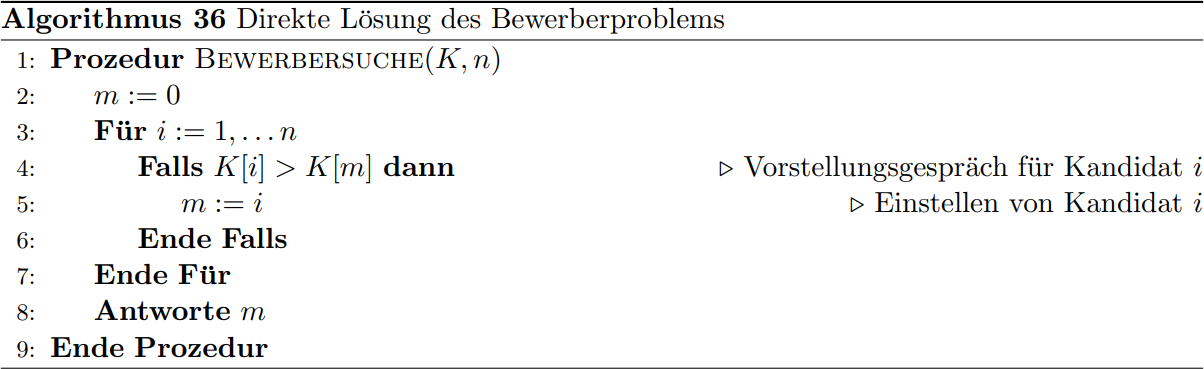 Algorithmus 36 Direkte Lösung des Bewerberproblems
1: Prozedur BEWERBERSUCHE(K, n)
2: m := 0
3: Für i := 1, . . . n
4: Falls K[i] > K[m] dann ▷ Vorstellungsgespräch für Kandidat i
5: m := i ▷ Einstellen von Kandidat i
6: Ende Falls
7: Ende Für
8: Antworte m
9: Ende Prozedur